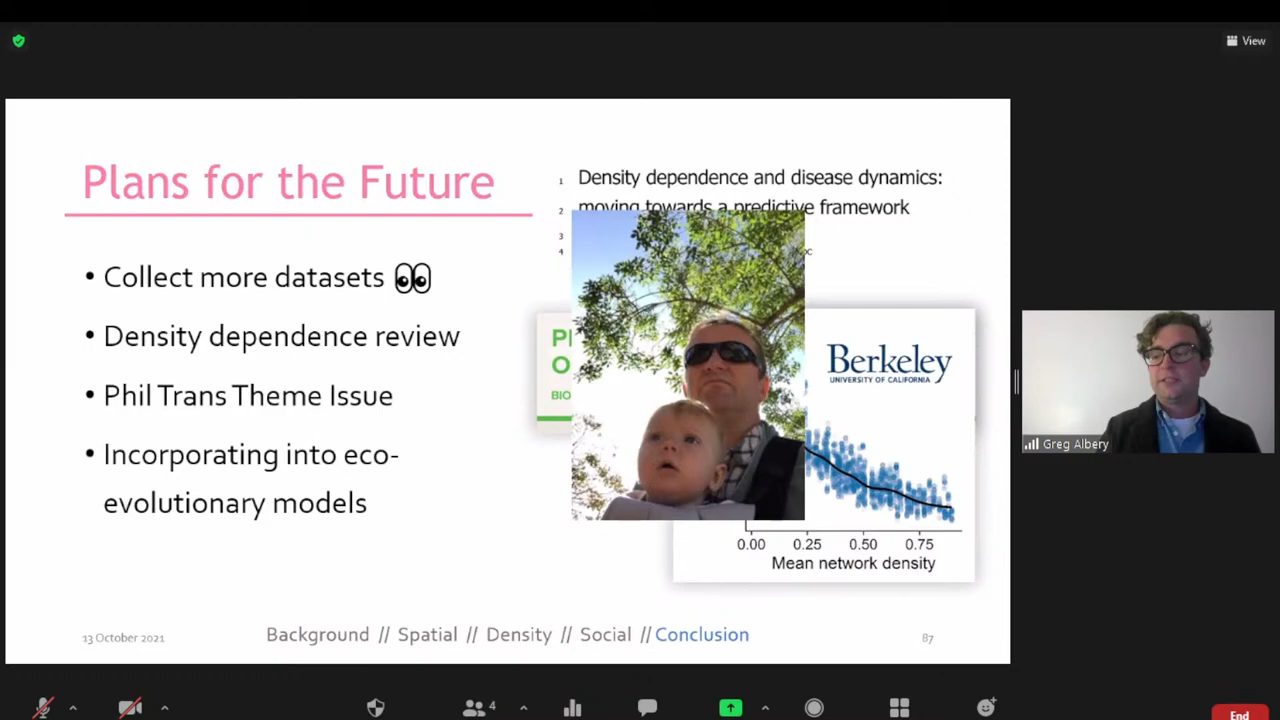 View
Plans for the Future
• Collect more datasets 👀
• Density dependence review
• Phil Trans Theme Issue
• Incorporating into eco-
evolutionary models
1 Density dependence and disease dynamics:
2 moving towards a predictive framework
3
4
Berkeley
UNIVERSITY OF CALIFORNIA
0.00 0.25 0.50 0.75
Mean network density
Greg Albery
13 October 2021
Background // Spatial // Density // Social // Conclusion
87
4
End